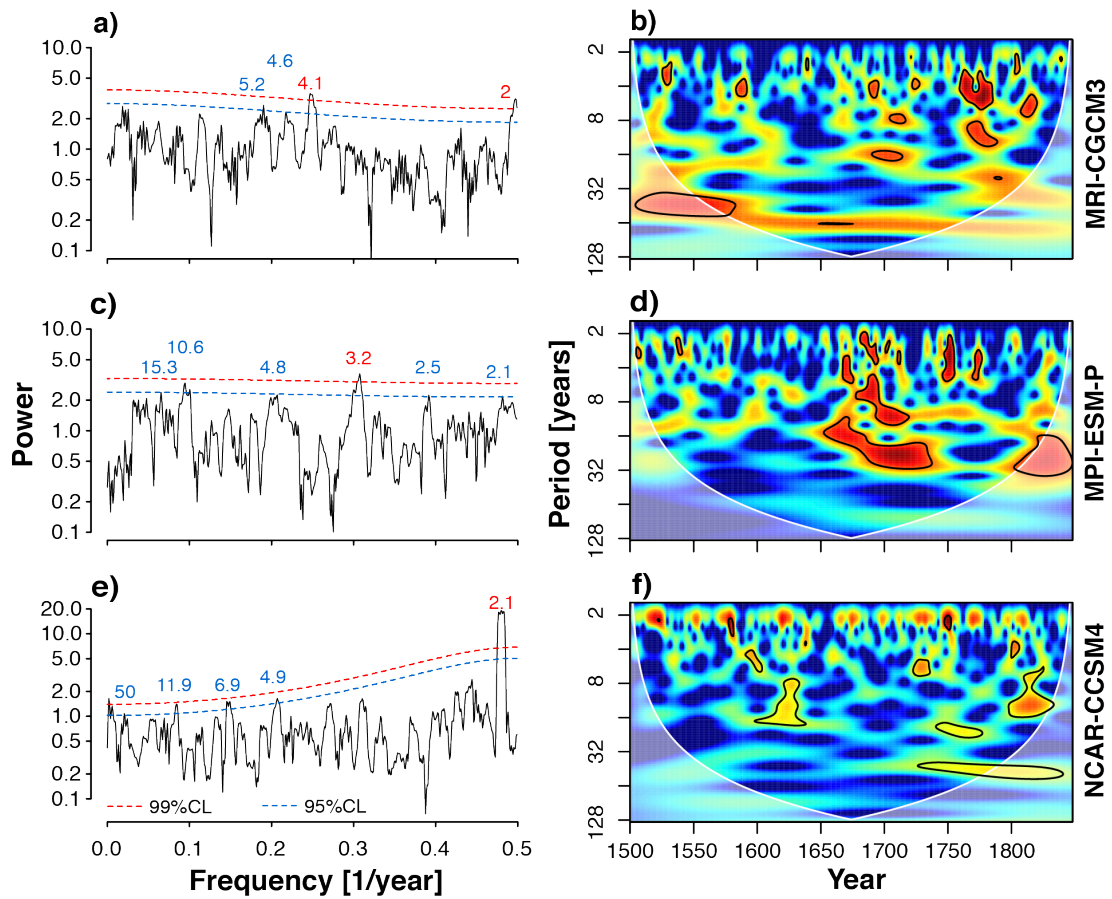 a)
10.0
5.0
2.0
1.0
0.5
0.2
0.1
4.6
5.2
4.1
2
b)
2
8
32
128
MRI-CGCM3
c)
10.0
5.0
2.0
1.0
0.5
0.2
0.1
10.6
15.3
4.8
3.2
2.5
2.1
Power
d)
2
8
32
128
Period [years]
MPI-ESM-P
e)
20.0
10.0
5.0
2.0
1.0
0.5
0.2
0.1
50
11.9
6.9
4.9
2.1
99%CL
95%CL
0.0 0.1 0.2 0.3 0.4 0.5
Frequency [1/year]
f)
2
8
32
128
NCAR-CCSM4
1500 1550 1600 1650 1700 1750 1800
Year